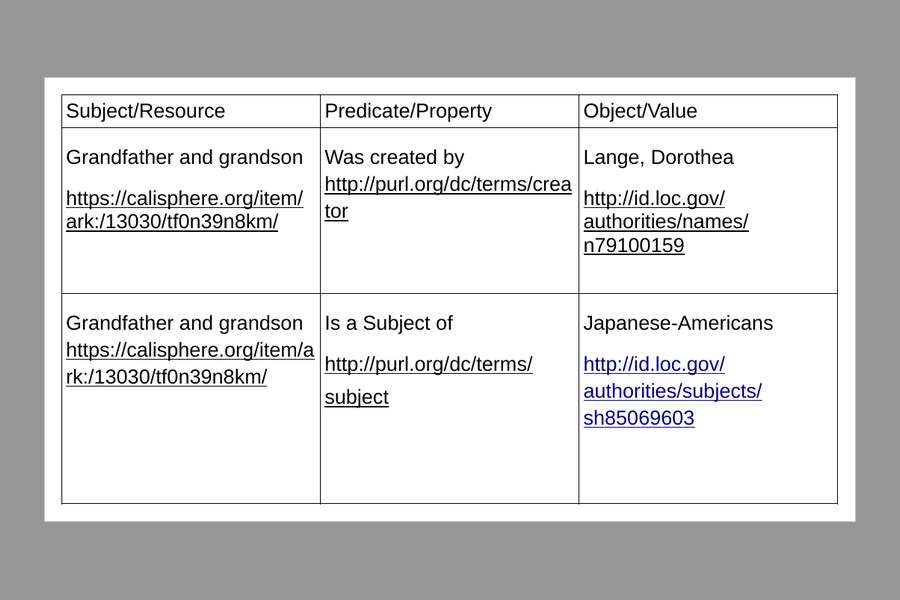 Subject/Resource
Predicate/Property
Object/Value
Grandfather and grandson
https://calisphere.org/item/
ark:/13030/tf0n39n8km/
Was created by
http://purl.org/dc/terms/crea
tor
Lange, Dorothea
http://id.loc.gov/
authorities/names/
n79100159
Grandfather and grandson
https://calisphere.org/item/a
rk:/13030/tf0n39n8km/
Is a Subject of
http://purl.org/dc/terms/
subject
Japanese-Americans
http://id.loc.gov/
authorities/subjects/
sh85069603